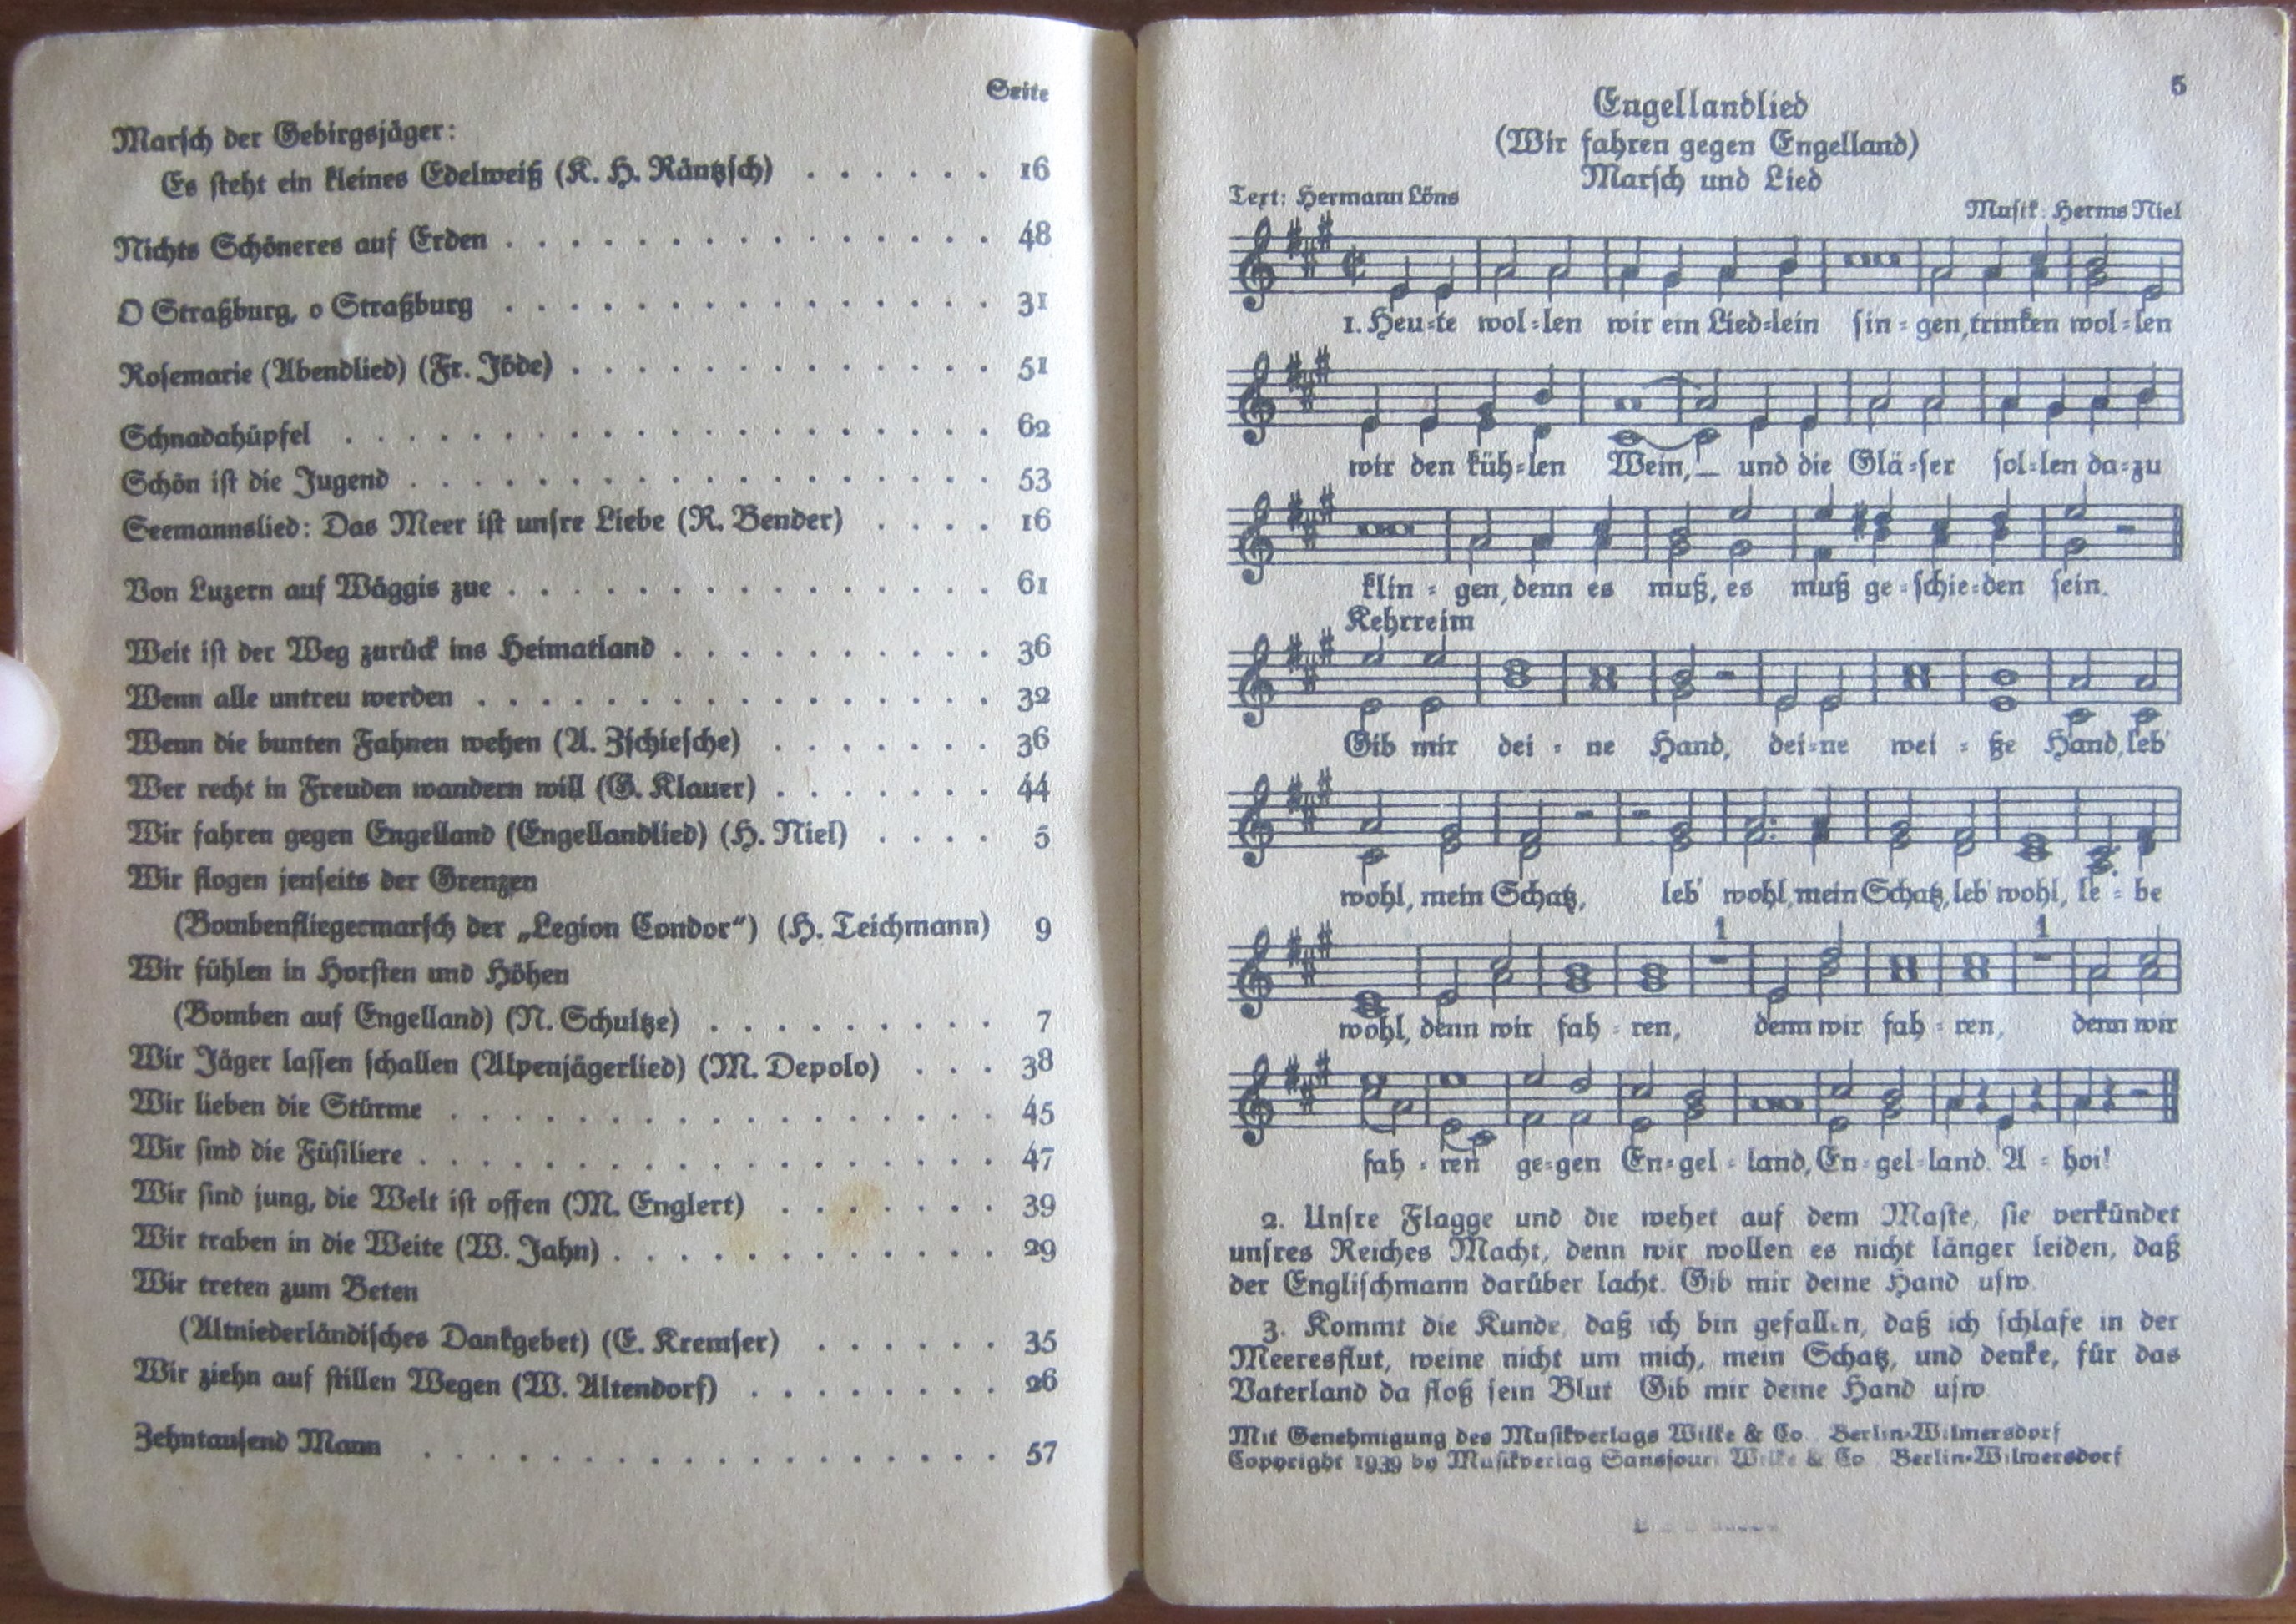 Seite
Marsch der Gebirgsjäger:
Es steht ein kleines Edelweiß (K. H. Räntzsch) . . . . . . 16
Nichts Schöneres auf Erden . . . . . . . . . . . . . . . 48
O Straßburg, o Straßburg . . . . . . . . . . . . . . . 31
Rosemarie (Abendlied) (Fr. Jöde) . . . . . . . . . . . . . 51
Schnadahüpfel . . . . . . . . . . . . . . . . . . . 62
Schön ist die Jugend . . . . . . . . . . . . . . . . . 53
Seemannslied: Das Meer ist unsre Liebe (R. Bender) . . . . 16
Von Luzern auf Wäggis zue . . . . . . . . . . . . . . . 61
Weit ist der Weg zurück ins Heimatland . . . . . . . . . . 36
Wenn alle untreu werden . . . . . . . . . . . . . . . . 32
Wenn die bunten Fahnen wehen (A. Zschiesche) . . . . . . . 36
Wer recht in Freuden wandern will (G. Klauer) . . . . . . . 44
Wir fahren gegen Engelland (Engellandlied) (H. Niel) . . . . 5
Wir flogen jenseits der Grenzen
(Bombenfliegermarsch der „Legion Condor“) (H. Teichmann) 9
Wir fühlen in Horsten und Höhen
(Bomben auf Engelland) (N. Schultze) . . . . . . . . . 7
Wir Jäger lassen schallen (Alpenjägerlied) (M. Depolo) . . . 38
Wir lieben die Stürme . . . . . . . . . . . . . . . . . 45
Wir sind die Füsiliere . . . . . . . . . . . . . . . . . 47
Wir sind jung, die Welt ist offen (M. Englert) . . . . . . . 39
Wir traben in die Weite (W. Jahn) . . . . . . . . . . . . 29
Wir treten zum Beten
(Altniederländisches Dankgebet) (E. Kremser) . . . . . . 35
Wir ziehn auf stillen Wegen (W. Altendorf) . . . . . . . . 26
Zehntausend Mann . . . . . . . . . . . . . . . . . 57
5
Engellandlied
(Wir fahren gegen Engelland)
Marsch und Lied
Text: Hermann Löns
Musik: Herms Niel
1. Heu=te wol=len wir ein Lied=lein sin=gen, trinken wol=len
wir den küh=len Wein, – und die Glä=ser sol=len da=zu
klin=gen, denn es muß, es muß ge=schie=den sein.
Kehrreim
Gib mir dei=ne Hand, dei=ne wei=ße Hand, leb'
wohl, mein Schatz, leb' wohl, mein Schatz, leb' wohl, le=be
1 1
wohl, denn wir fah=ren, denn wir fah=ren, denn wir
fah=ren ge=gen En=gel=land, En=gel=land. A=hoi!
2. Unsre Flagge und die wehet auf dem Maste, sie verkündet
unsres Reiches Macht, denn wir wollen es nicht länger leiden, daß
der Englischmann darüber lacht. Gib mir deine Hand usw.
3. Kommt die Kunde, daß ich bin gefallen, daß ich schlafe in der
Meeresflut, weine nicht um mich, mein Schatz, und denke, für das
Vaterland da floß sein Blut Gib mir deine Hand usw.
Mit Genehmigung des Musikverlags Wilke & Co. Berlin=Wilmersdorf
Copyright 1939 by Musikverlag Sanssouci Wilke & Co. Berlin=Wilmersdorf